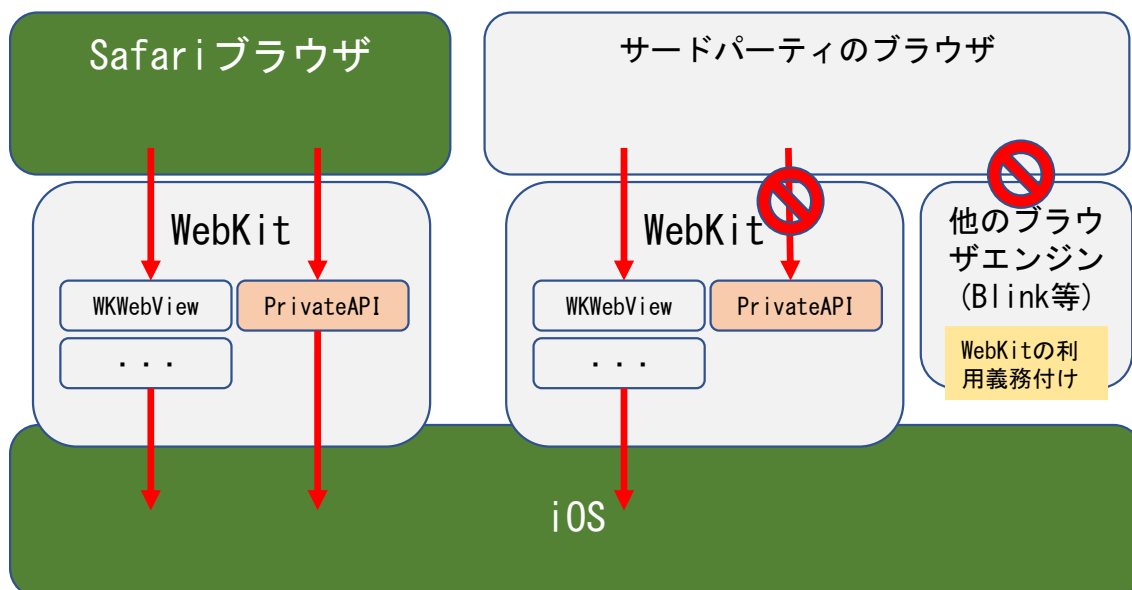 Safariブラウザ
サードパーティのブラウザ
WebKit
WKWebView
PrivateAPI
・・・
WebKit
WKWebView
PrivateAPI
・・・
他のブラウ
ザエンジン
(Blink等)
WebKitの利
用義務付け
iOS